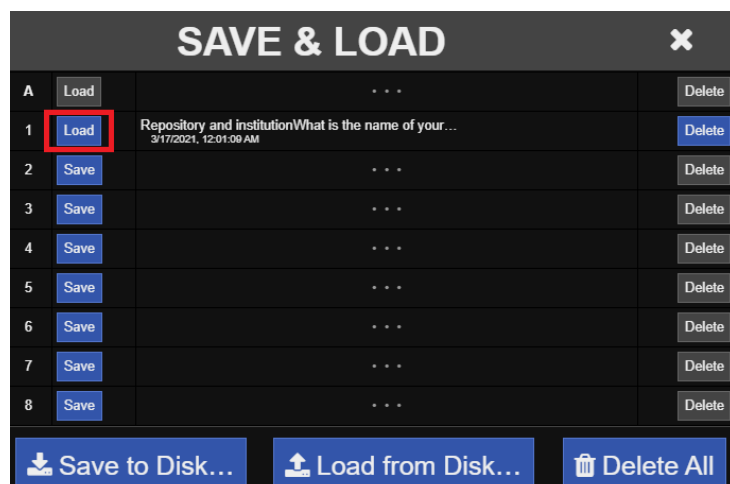 SAVE & LOAD
A Load • • • Delete
1 Load Repository and institutionWhat is the name of your… Delete
3/17/2021, 12:01:09 AM
2 Save • • • Delete
3 Save • • • Delete
4 Save • • • Delete
5 Save • • • Delete
6 Save • • • Delete
7 Save • • • Delete
8 Save • • • Delete
Save to Disk… Load from Disk… Delete All